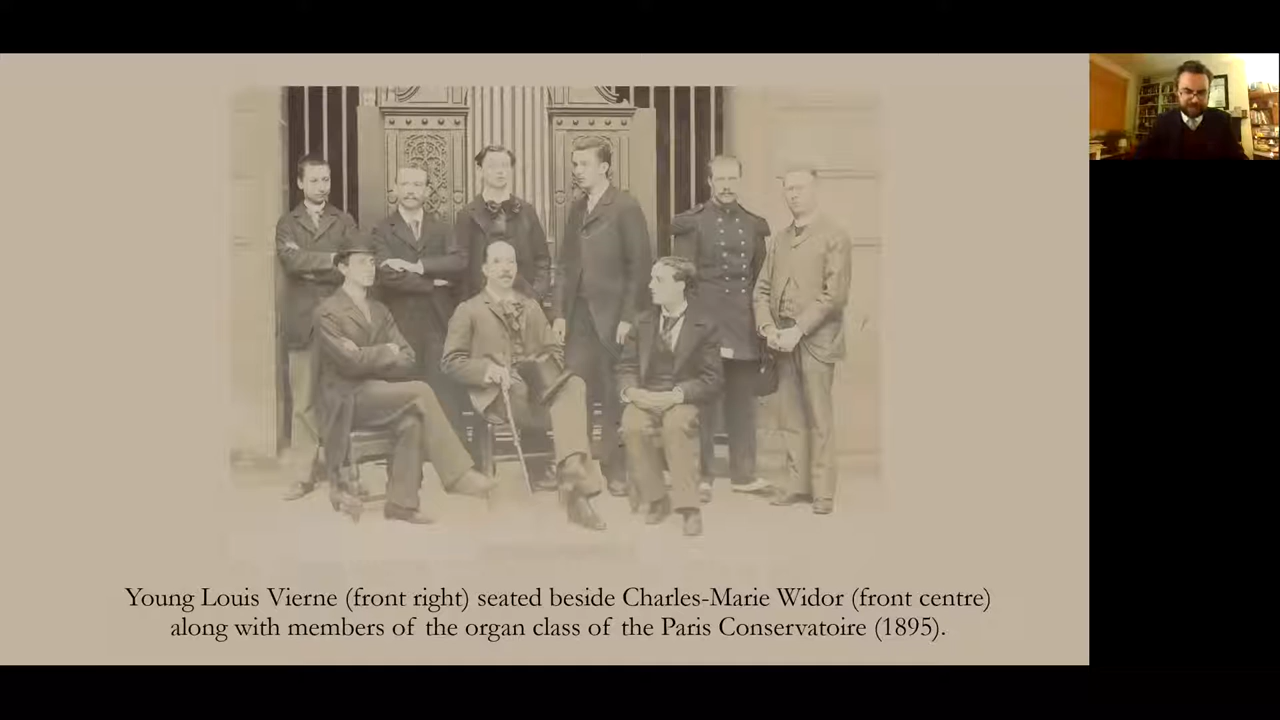 Young Louis Vierne (front right) seated beside Charles-Marie Widor (front centre)
along with members of the organ class of the Paris Conservatoire (1895).